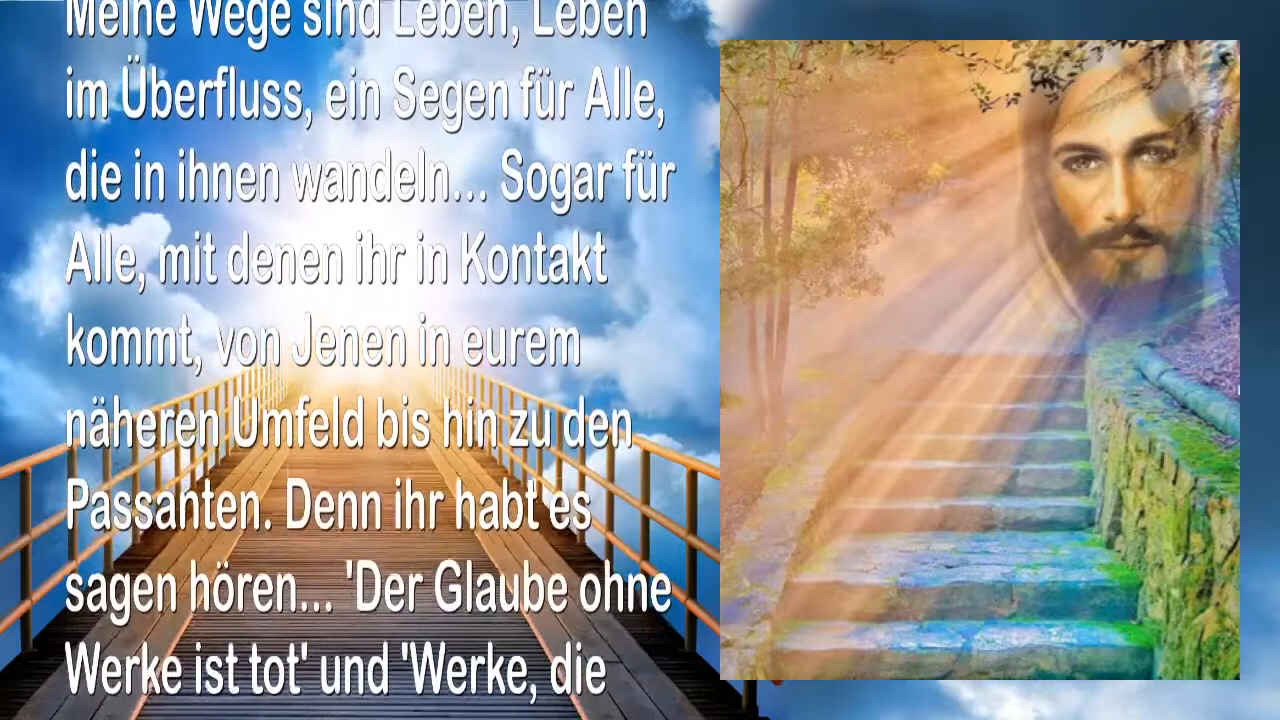 Meine Wege sind Leben, Leben
im Überfluss, ein Segen für Alle,
die in ihnen wandeln... Sogar für
Alle, mit denen ihr in Kontakt
kommt, von Jenen in eurem
näheren Umfeld bis hin zu den
Passanten. Denn ihr habt es
sagen hören... 'Der Glaube ohne
Werke ist tot' und 'Werke, die